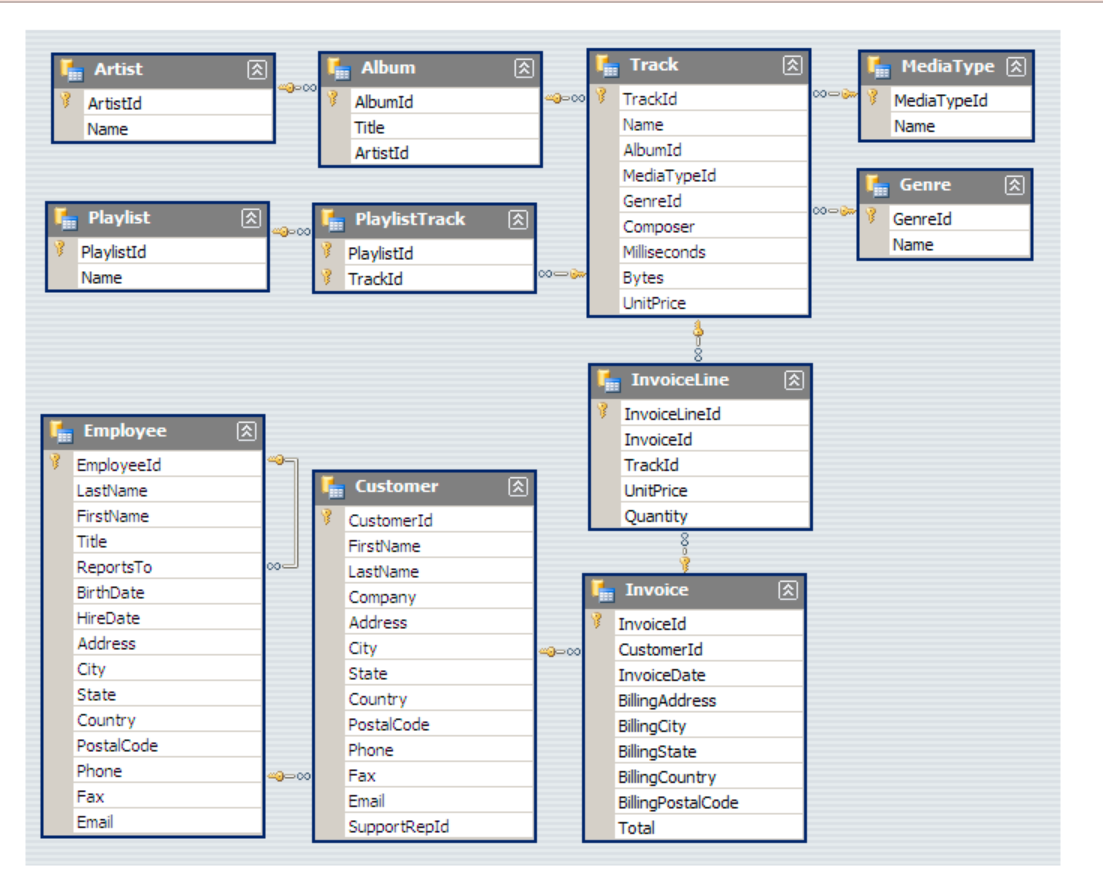 Artist
ArtistId
Name
Album
AlbumId
Title
ArtistId
Track
TrackId
Name
AlbumId
MediaTypeId
GenreId
Composer
Milliseconds
Bytes
UnitPrice
MediaType
MediaTypeId
Name
Genre
GenreId
Name
Playlist
PlaylistId
Name
PlaylistTrack
PlaylistId
TrackId
InvoiceLine
InvoiceLineId
InvoiceId
TrackId
UnitPrice
Quantity
Employee
EmployeeId
LastName
FirstName
Title
ReportsTo
BirthDate
HireDate
Address
City
State
Country
PostalCode
Phone
Fax
Email
Customer
CustomerId
FirstName
LastName
Company
Address
City
State
Country
PostalCode
Phone
Fax
Email
SupportRepId
Invoice
InvoiceId
CustomerId
InvoiceDate
BillingAddress
BillingCity
BillingState
BillingCountry
BillingPostalCode
Total